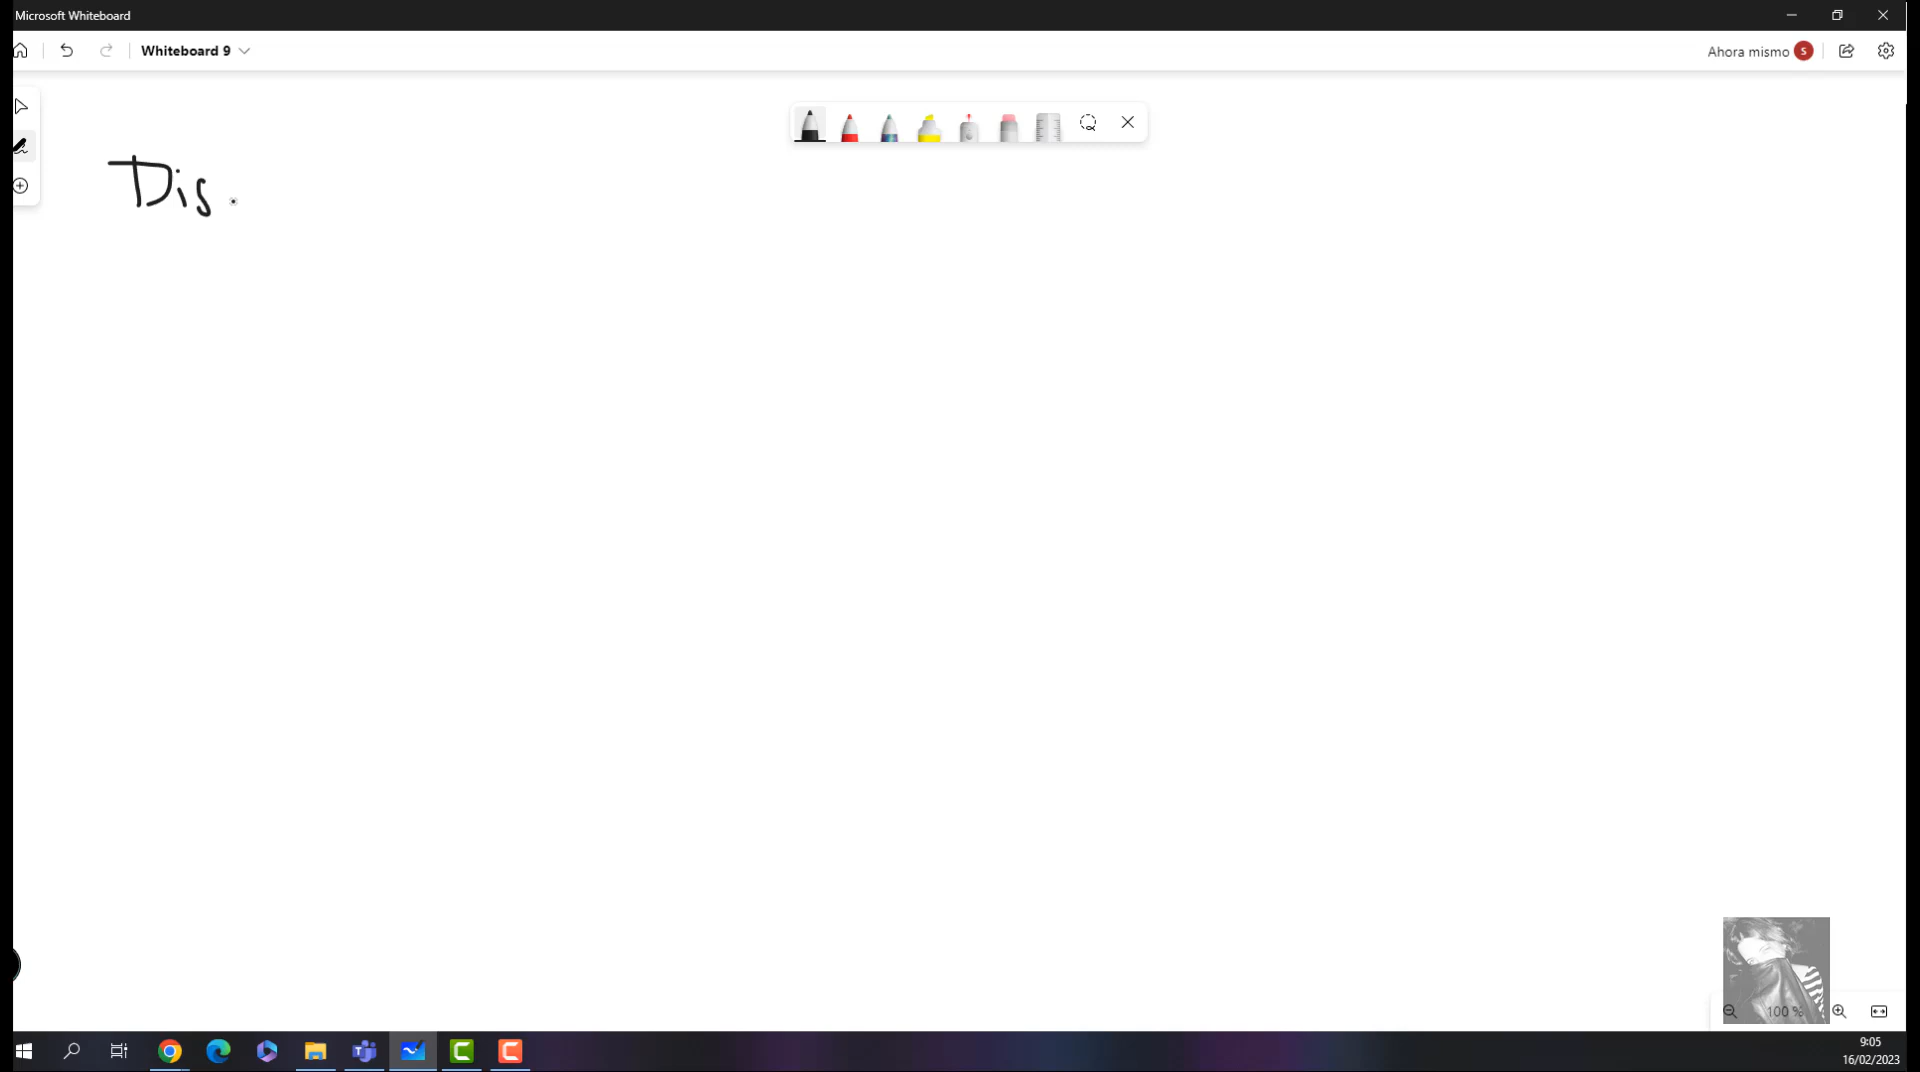 Microsoft Whiteboard
Whiteboard 9
Ahora mismo S
Dis
100 %
9:05
16/02/2023